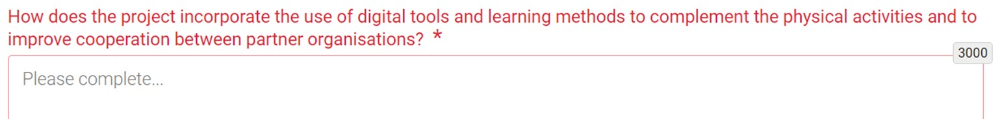 How does the project incorporate the use of digital tools and learning methods to complement the physical activities and to
improve cooperation between partner organisations? *
3000
Please complete...